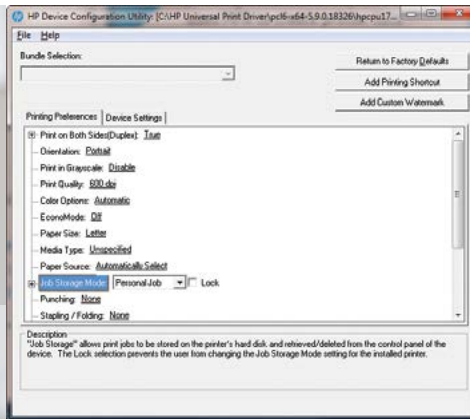 HP Device Configuration Utility: [C:\HP Universal Print Driver\pcl6-x64-5.9.0.18326\hpcpu17...
File Help
Bundle Selection:
Return to Factory Defaults
Add Printing Shortcut
Add Custom Watermark
Printing Preferences Device Settings
Print on Both Sides(Duplex): True
Orientation: Portrait
Print in Grayscale: Disable
Print Quality: 600 dpi
Color Options: Automatic
EconoMode: Off
Paper Size: Letter
Media Type: Unspecified
Paper Source: Automatically Select
Job Storage Mode: Personal Job Lock
Punching: None
Stapling / Folding: None
Description
"Job Storage" allows print jobs to be stored on the printer's hard disk and retrieved/deleted from the control panel of the
device. The Lock selection prevents the user from changing the Job Storage Mode setting for the installed printer.